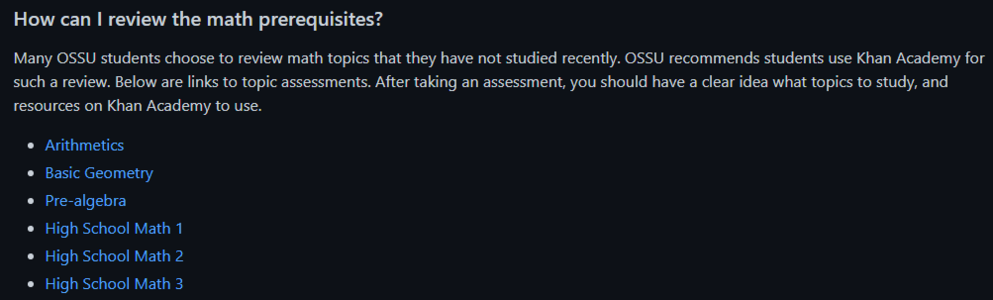 How can I review the math prerequisites?
Many OSSU students choose to review math topics that they have not studied recently. OSSU recommends students use Khan Academy for
such a review. Below are links to topic assessments. After taking an assessment, you should have a clear idea what topics to study, and
resources on Khan Academy to use.
Arithmetics
Basic Geometry
Pre-algebra
High School Math 1
High School Math 2
High School Math 3